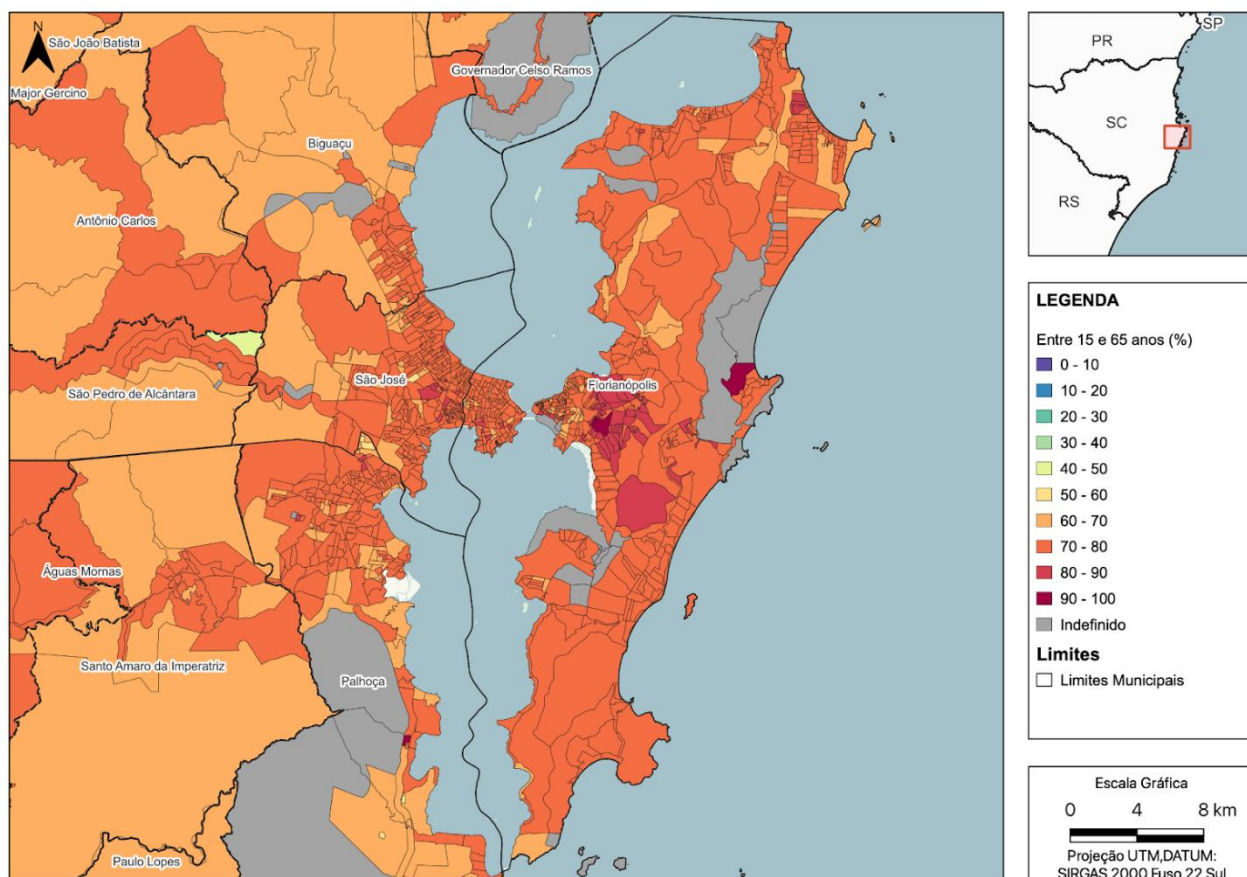 N
São João Batista
Major Gercino
Governador Celso Ramos
Biguaçu
Antônio Carlos
São José
Florianópolis
São Pedro de Alcântara
Águas Mornas
Santo Amaro da Imperatriz
Palhoça
Paulo Lopes
SP
PR
SC
RS
LEGENDA
Entre 15 e 65 anos (%)
0 - 10
10 - 20
20 - 30
30 - 40
40 - 50
50 - 60
60 - 70
70 - 80
80 - 90
90 - 100
Indefinido
Limites
Limites Municipais
Escala Gráfica
0 4 8 km
Projeção UTM,DATUM:
SIRGAS 2000 Fuso 22 Sul